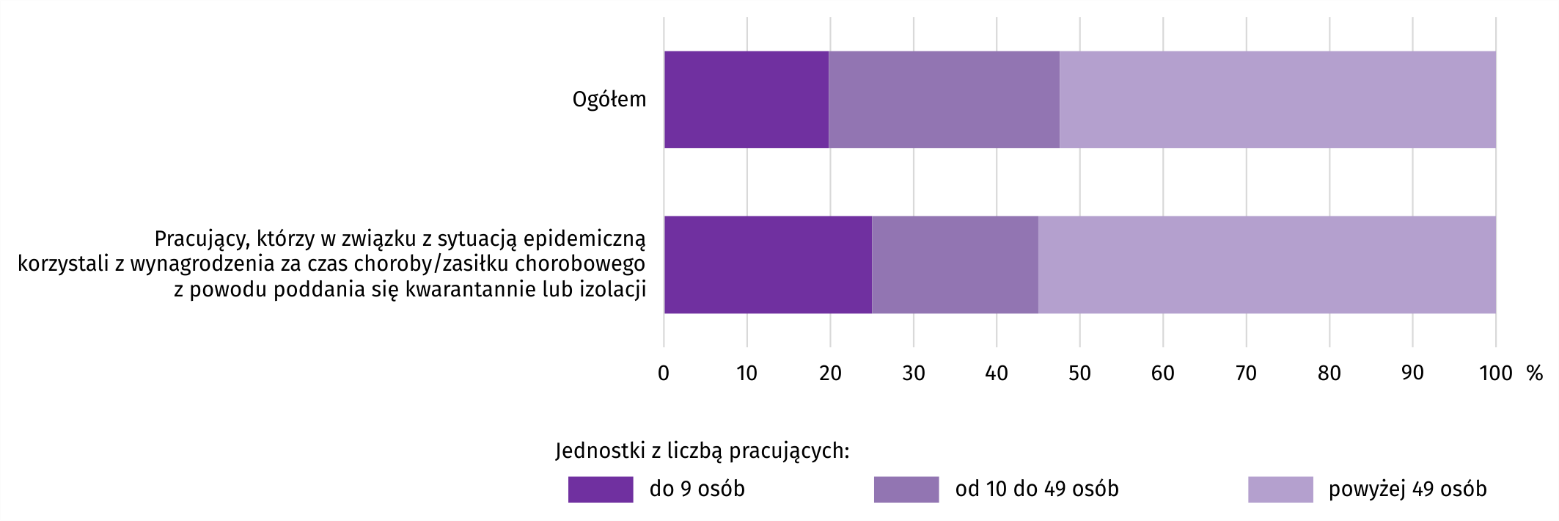 Ogółem
Pracujący, którzy w związku z sytuacją epidemiczną
korzystali z wynagrodzenia za czas choroby/zasiłku chorobowego
z powodu poddania się kwarantannie lub izolacji
0 10 20 30 40 50 60 70 80 90 100 %
Jednostki z liczbą pracujących:
do 9 osób od 10 do 49 osób powyżej 49 osób